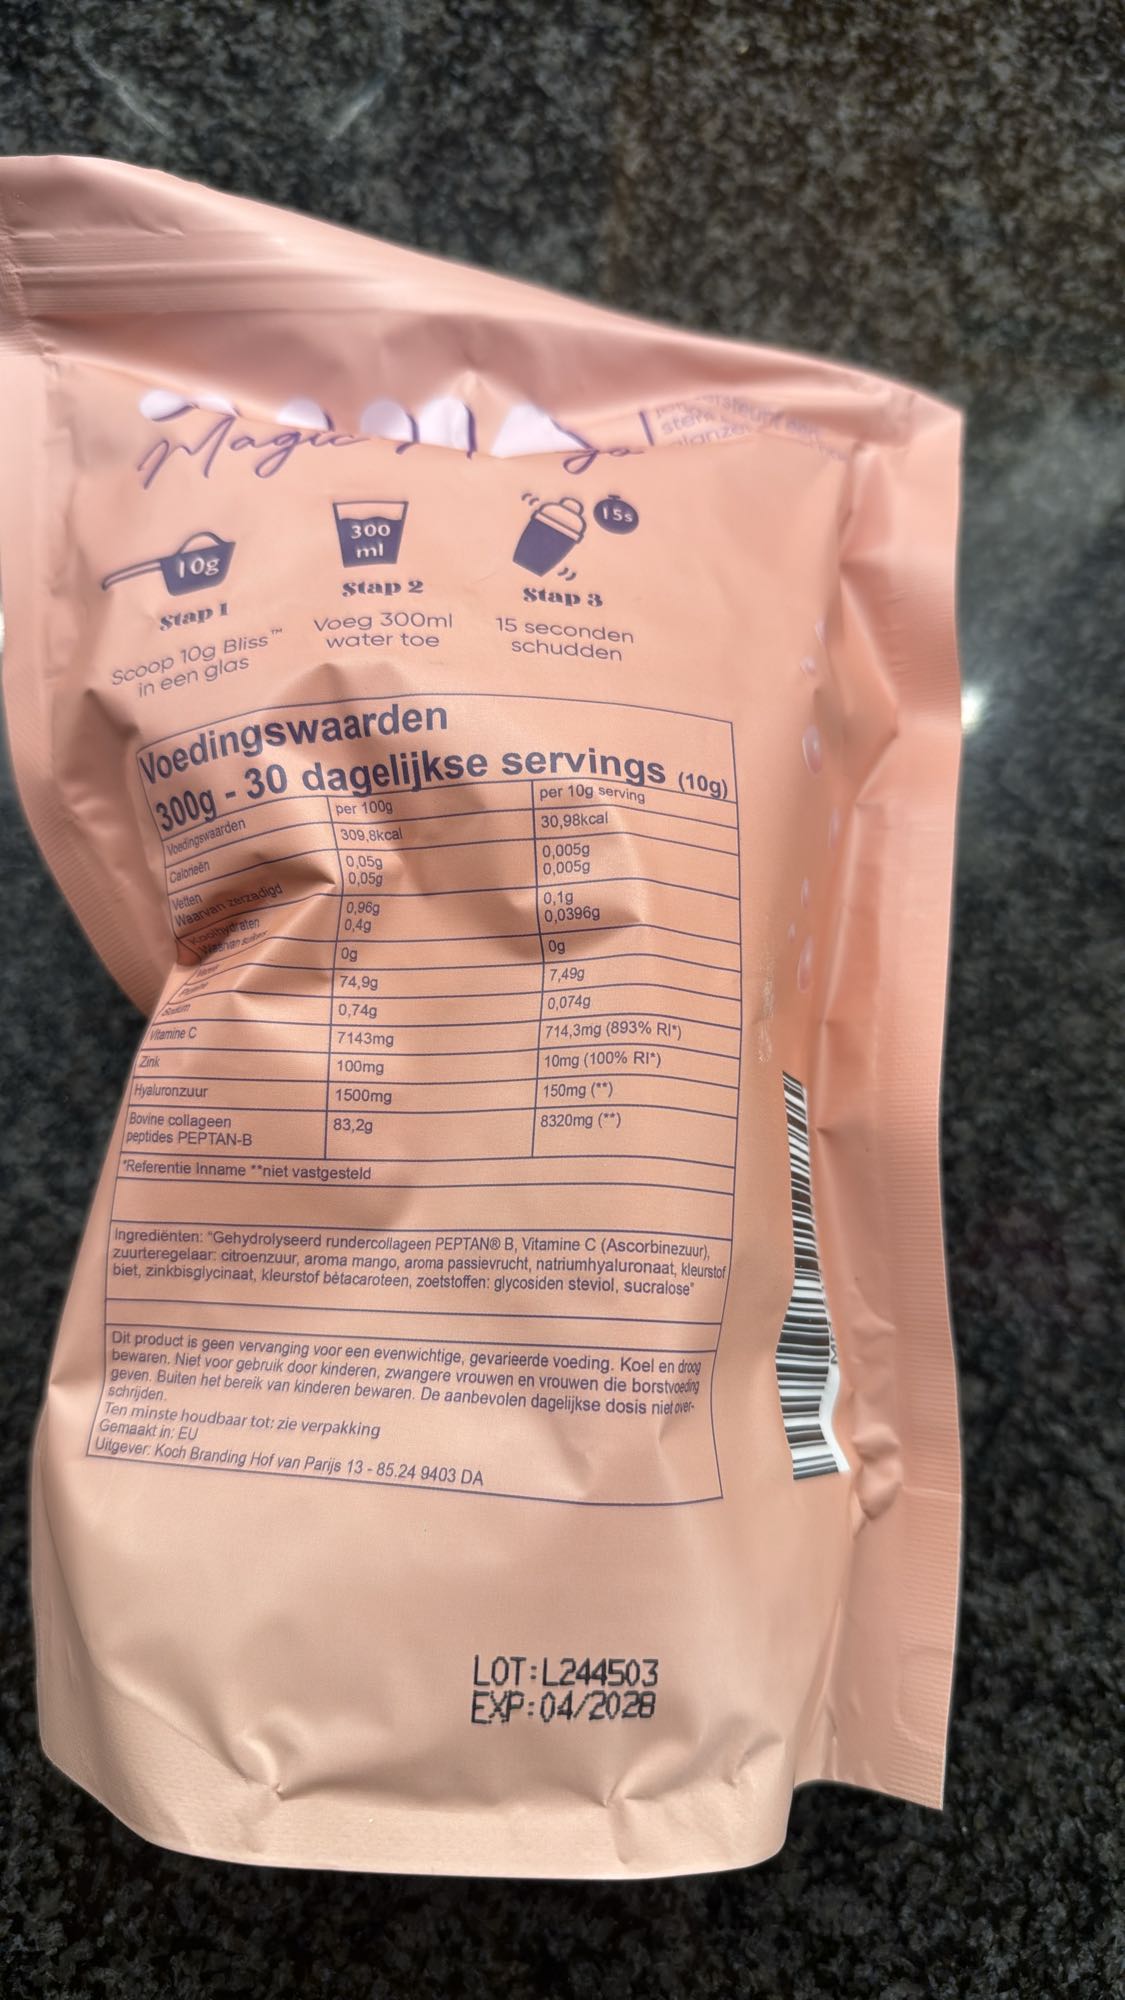 Magic
glanzen
10g
300
ml
15s
Stap 1
Stap 2
Stap 3
Scoop 10g Bliss™
in een glas
Voeg 300ml
water toe
15 seconden
schudden
Voedingswaarden
300g - 30 dagelijkse servings (10g)
Voedingswaarden per 100g per 10g serving
Calorieën 309,8kcal 30,98kcal
Vetten 0,05g 0,005g
Waarvan verzadigd 0,05g 0,005g
Koolhydraten 0,96g 0,1g
Waarvan suikers 0,4g 0,0396g
0g 0g
74,9g 7,49g
0,74g 0,074g
Vitamine C 7143mg 714,3mg (893% RI*)
Zink 100mg 10mg (100% RI*)
Hyaluronzuur 1500mg 150mg (**)
Bovine collageen 83,2g 8320mg (**)
peptides PEPTAN-B
*Referentie Inname **niet vastgesteld
Ingrediënten: "Gehydrolyseerd rundercollageen PEPTAN® B, Vitamine C (Ascorbinezuur),
zuurteregelaar: citroenzuur, aroma mango, aroma passievrucht, natriumhyaluronaat, kleurstof
biet, zinkbisglycinaat, kleurstof bètacaroteen, zoetstoffen: glycosiden steviol, sucralose"
Dit product is geen vervanging voor een evenwichtige, gevarieerde voeding. Koel en droog
bewaren. Niet voor gebruik door kinderen, zwangere vrouwen en vrouwen die borstvoeding
geven. Buiten het bereik van kinderen bewaren. De aanbevolen dagelijkse dosis niet over-
schrijden.
Ten minste houdbaar tot: zie verpakking
Gemaakt in: EU
Uitgever: Koch Branding Hof van Parijs 13 - 85.24 9403 DA
LOT:L244503
EXP:04/2028